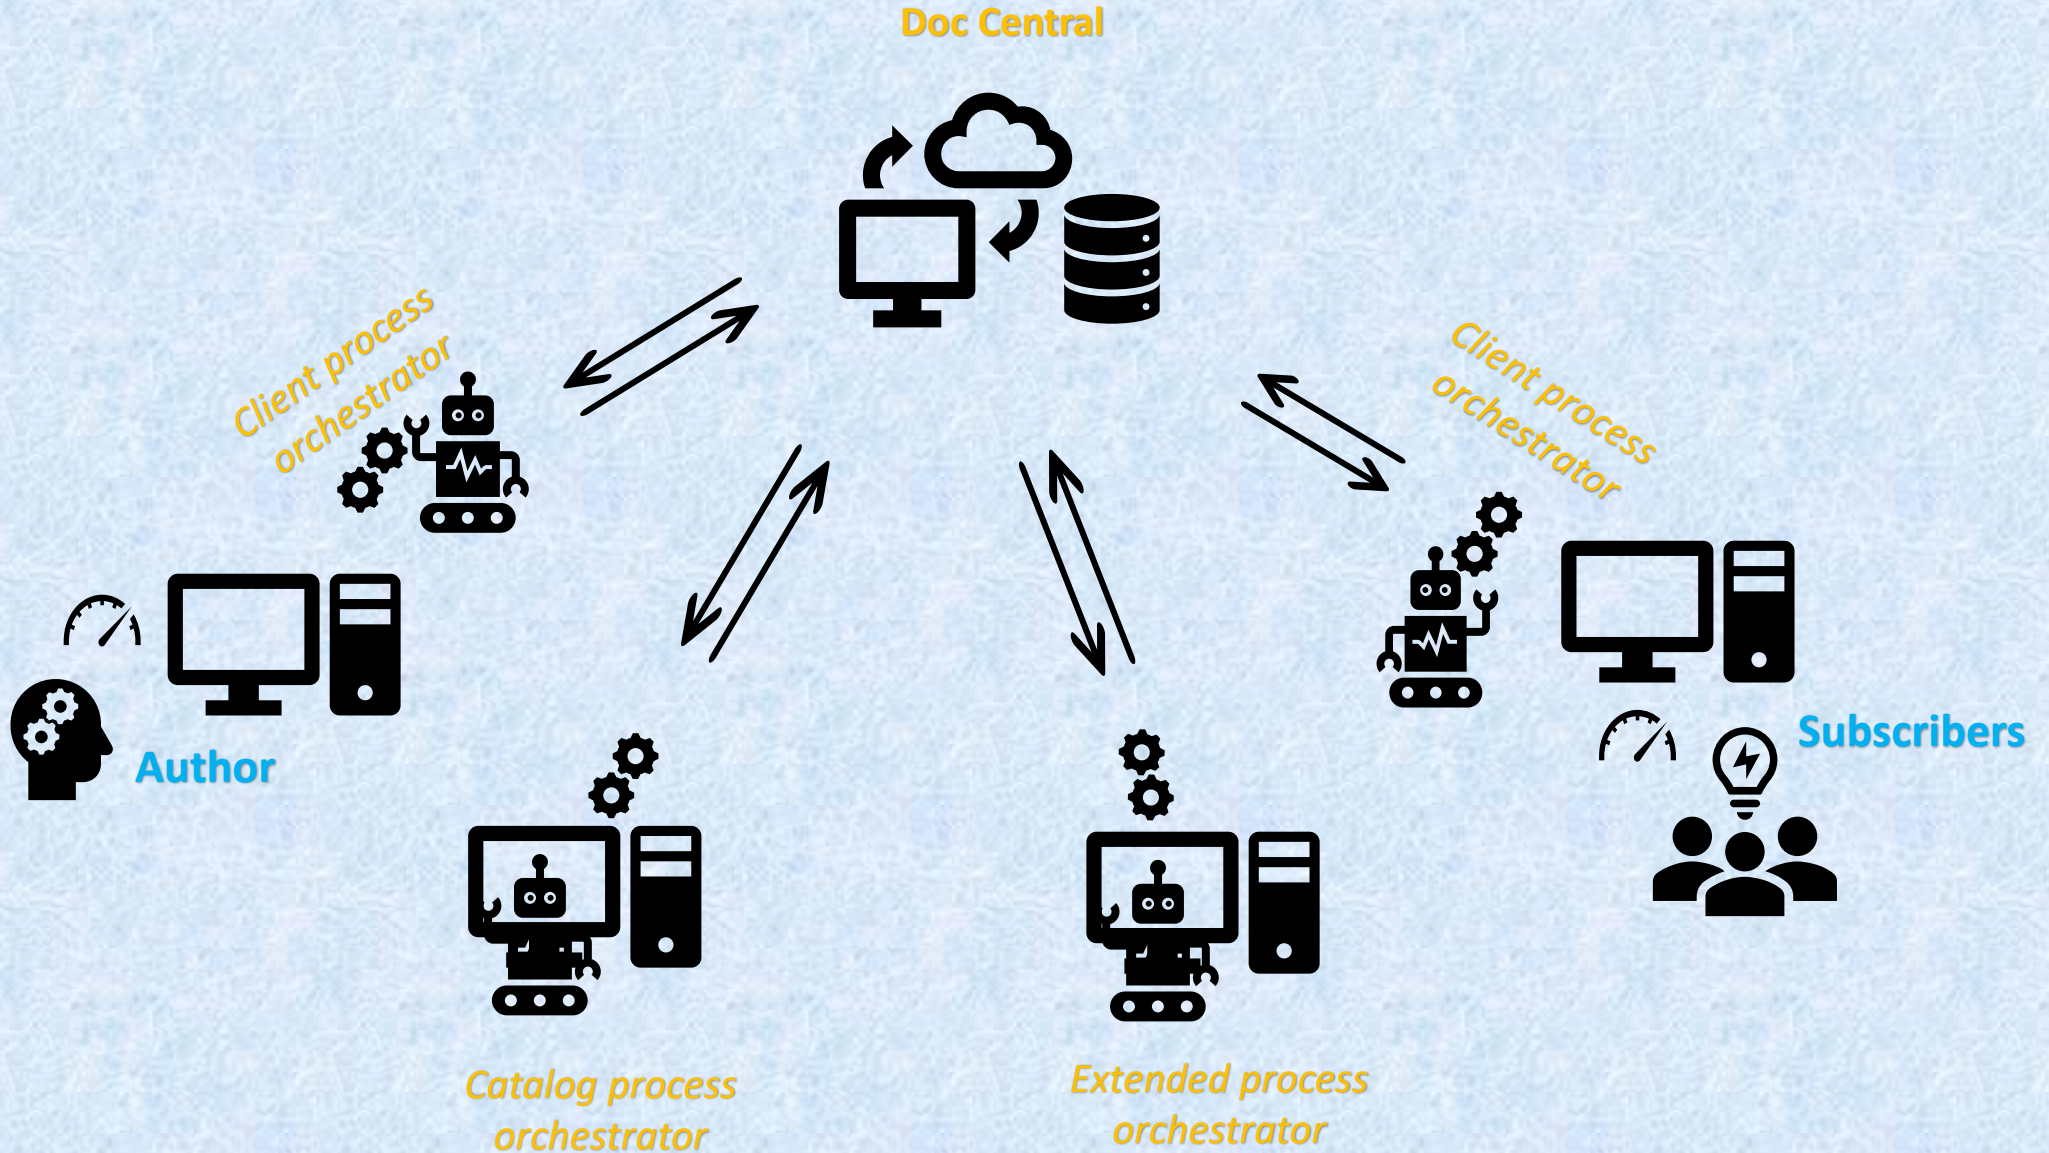 Doc Central
Client process
orchestrator
Client process
orchestrator
Author
Subscribers
Catalog process
orchestrator
Extended process
orchestrator